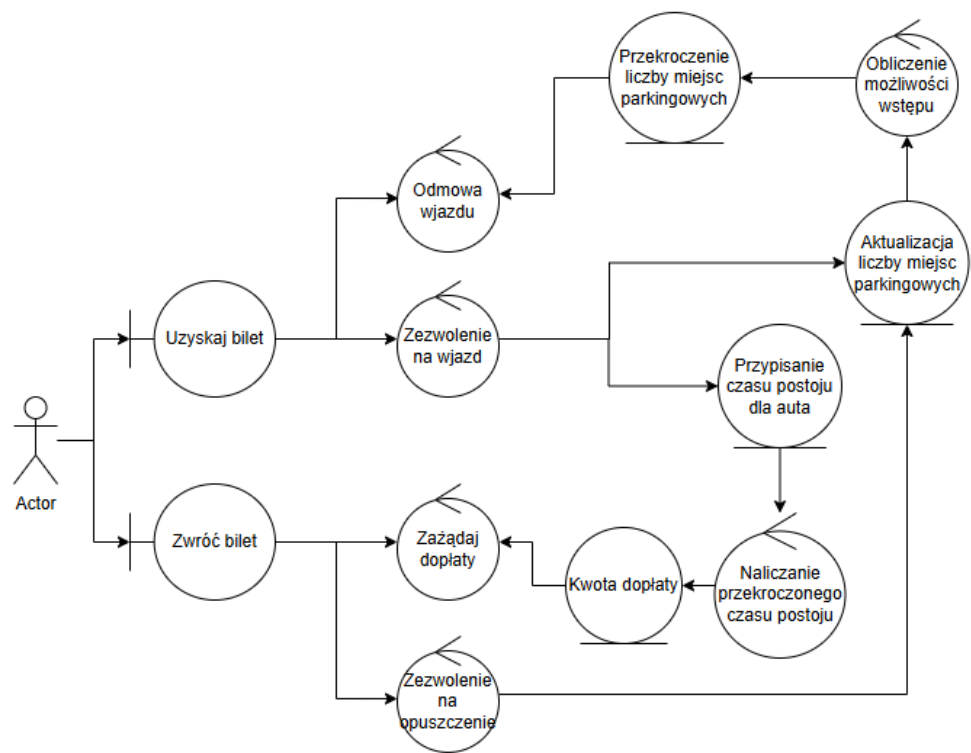 Przekroczenie
liczby miejsc
parkingowych
Obliczenie
możliwości
wstępu
Odmowa
wjazdu
Aktualizacja
liczby miejsc
parkingowych
Uzyskaj bilet
Zezwolenie
na wjazd
Przypisanie
czasu postoju
dla auta
Actor
Zwróć bilet
Zażądaj
dopłaty
Kwota dopłaty
Naliczanie
przekroczonego
czasu postoju
Zezwolenie
na
opuszczenie